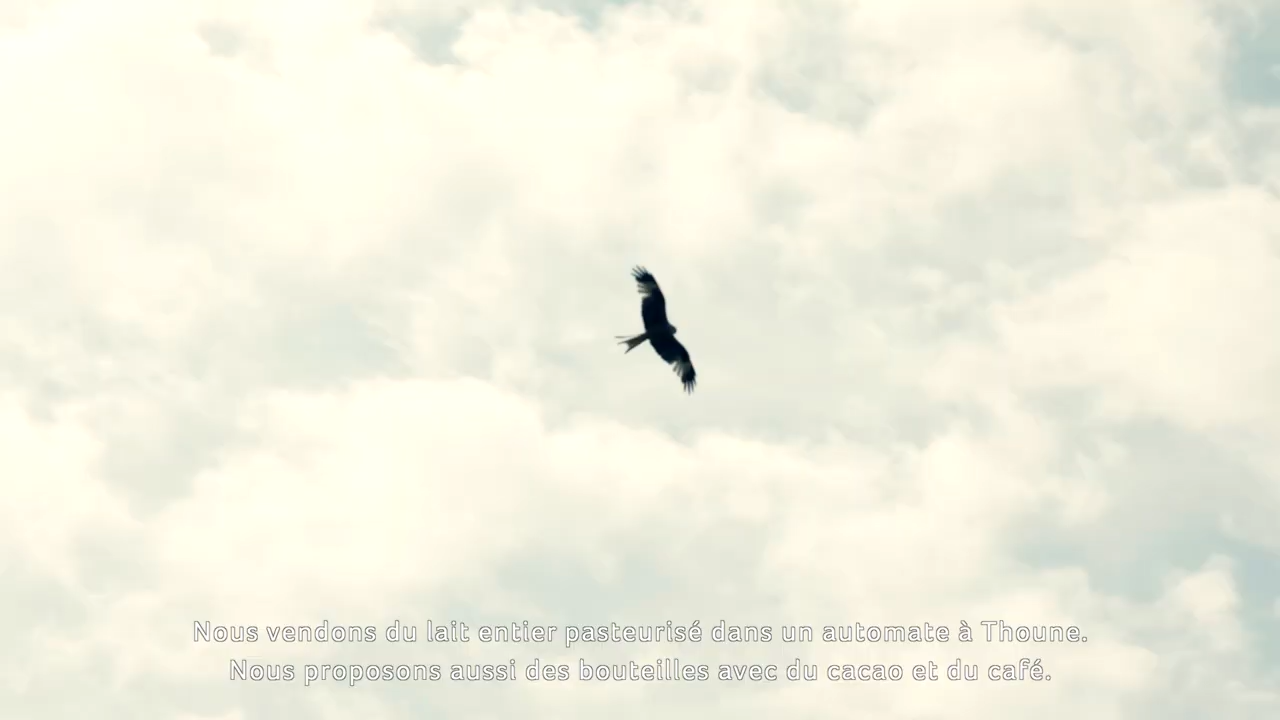 Nous vendons du lait entier pasteurisé dans un automate à Thoune.
Nous proposons aussi des bouteilles avec du cacao et du café.